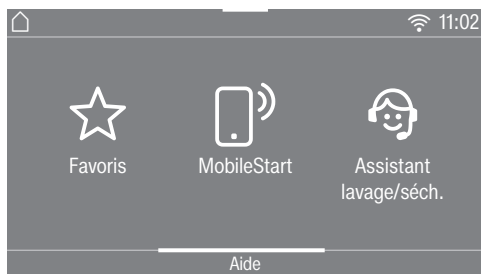 11:02
Favoris
MobileStart
Assistant
lavage/séch.
Aide